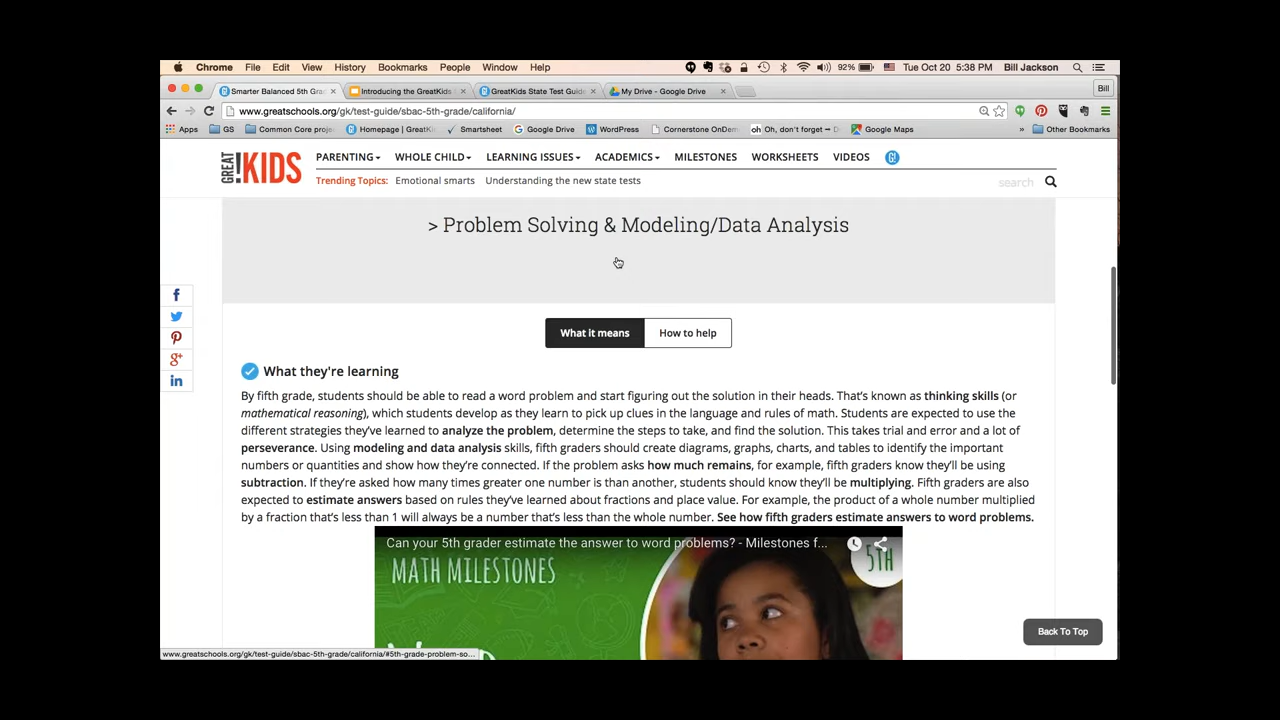 Chrome File Edit View History Bookmarks People Window Help 92% Tue Oct 20 5:38 PM Bill Jackson
Smarter Balanced 5th Gra Introducing the GreatKids GreatKids State Test Guide My Drive - Google Drive Bill
www.greatschools.org/gk/test-guide/sbac-5th-grade/california/
Apps GS Common Core proje Homepage | GreatKi Smartsheet Google Drive WordPress Cornerstone OnDem oh Oh, don't forget – D Google Maps » Other Bookmarks
GREAT!KIDS PARENTING WHOLE CHILD LEARNING ISSUES ACADEMICS MILESTONES WORKSHEETS VIDEOS G!
Trending Topics: Emotional smarts Understanding the new state tests search
> Problem Solving & Modeling/Data Analysis
f
g+
in
What it means How to help
What they're learning
By fifth grade, students should be able to read a word problem and start figuring out the solution in their heads. That's known as thinking skills (or
mathematical reasoning), which students develop as they learn to pick up clues in the language and rules of math. Students are expected to use the
different strategies they've learned to analyze the problem, determine the steps to take, and find the solution. This takes trial and error and a lot of
perseverance. Using modeling and data analysis skills, fifth graders should create diagrams, graphs, charts, and tables to identify the important
numbers or quantities and show how they're connected. If the problem asks how much remains, for example, fifth graders know they'll be using
subtraction. If they're asked how many times greater one number is than another, students should know they'll be multiplying. Fifth graders are also
expected to estimate answers based on rules they've learned about fractions and place value. For example, the product of a whole number multiplied
by a fraction that's less than 1 will always be a number that's less than the whole number. See how fifth graders estimate answers to word problems.
Can your 5th grader estimate the answer to word problems? - Milestones f...
MATH MILESTONES
5TH
Back To Top
www.greatschools.org/gk/test-guide/sbac-5th-grade/california/#5th-grade-problem-so...